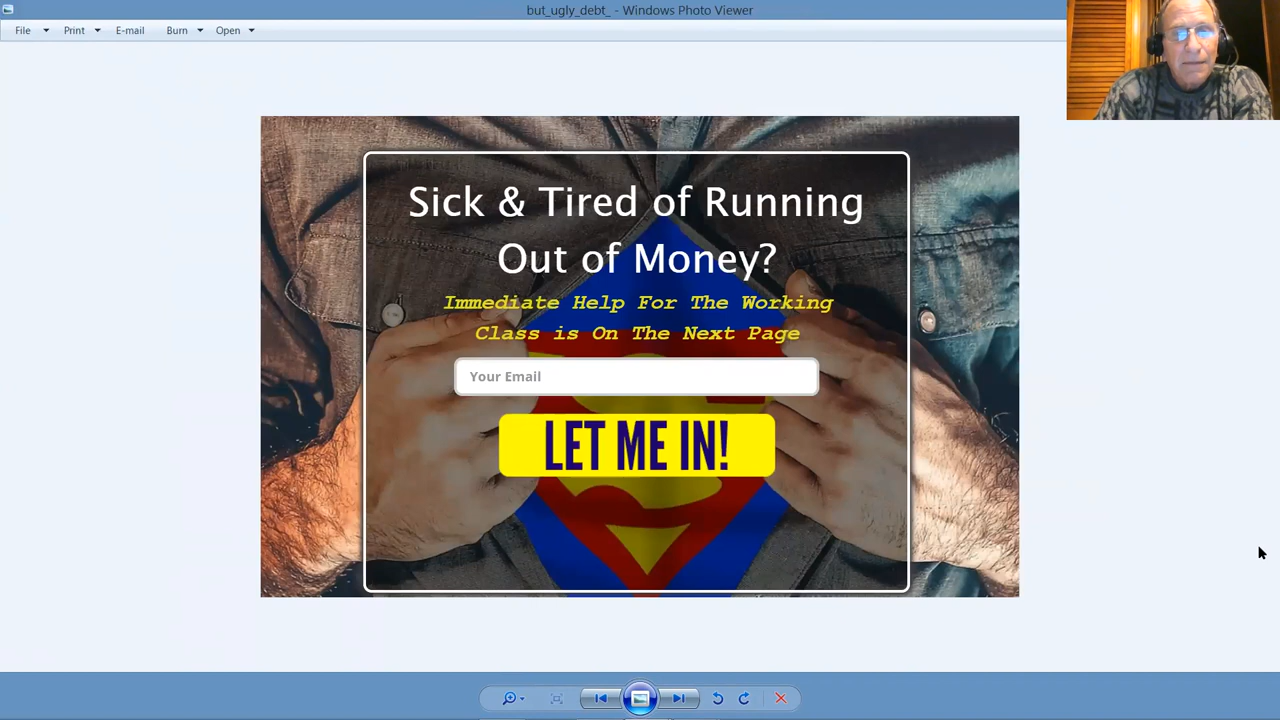 but_ugly_debt_ - Windows Photo Viewer
File Print E-mail Burn Open
Sick & Tired of Running
Out of Money?
Immediate Help For The Working
Class is On The Next Page
Your Email
LET ME IN!